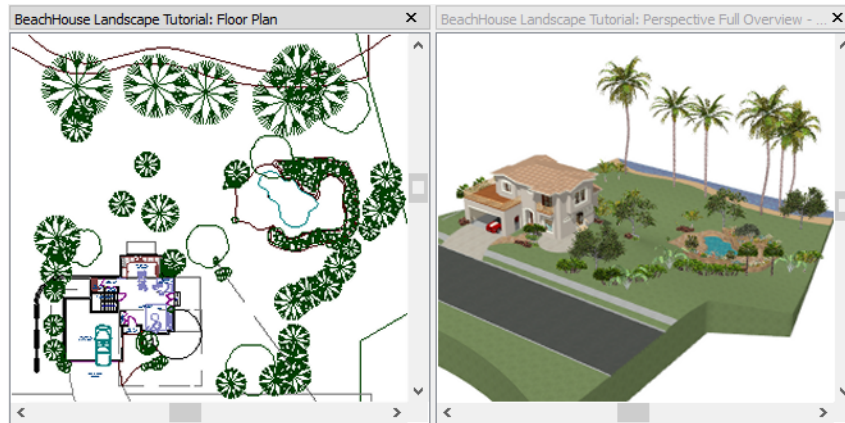 BeachHouse Landscape Tutorial: Floor Plan
BeachHouse Landscape Tutorial: Perspective Full Overview - ...